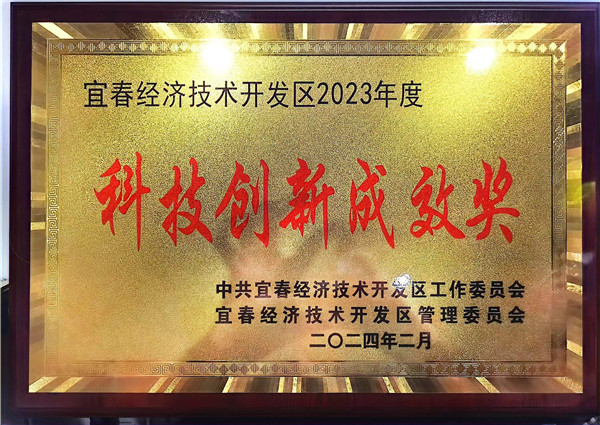 宜春经济技术开发区2023年度
科技创新成效奖
中共宜春经济技术开发区工作委员会
宜春经济技术开发区管理委员会
二〇二四年二月